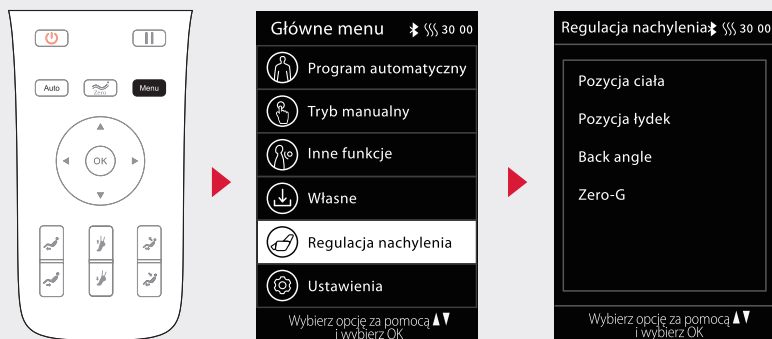 Auto
Zero
Menu
OK
Główne menu 30 00
Program automatyczny
Tryb manualny
Inne funkcje
Własne
Regulacja nachylenia
Ustawienia
Wybierz opcję za pomocą
i wybierz OK
Regulacja nachylenia 30 00
Pozycja ciała
Pozycja łydek
Back angle
Zero-G
Wybierz opcję za pomocą
i wybierz OK